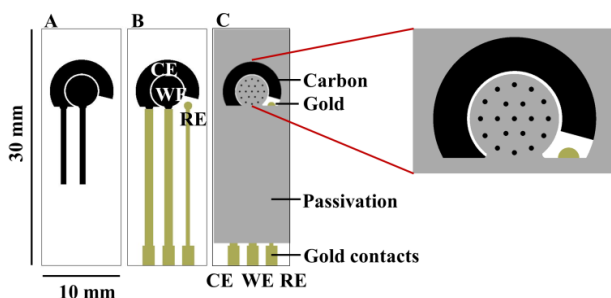 A B C
CE
WE
RE
Carbon
Gold
30 mm
Passivation
Gold contacts
CE WE RE
10 mm